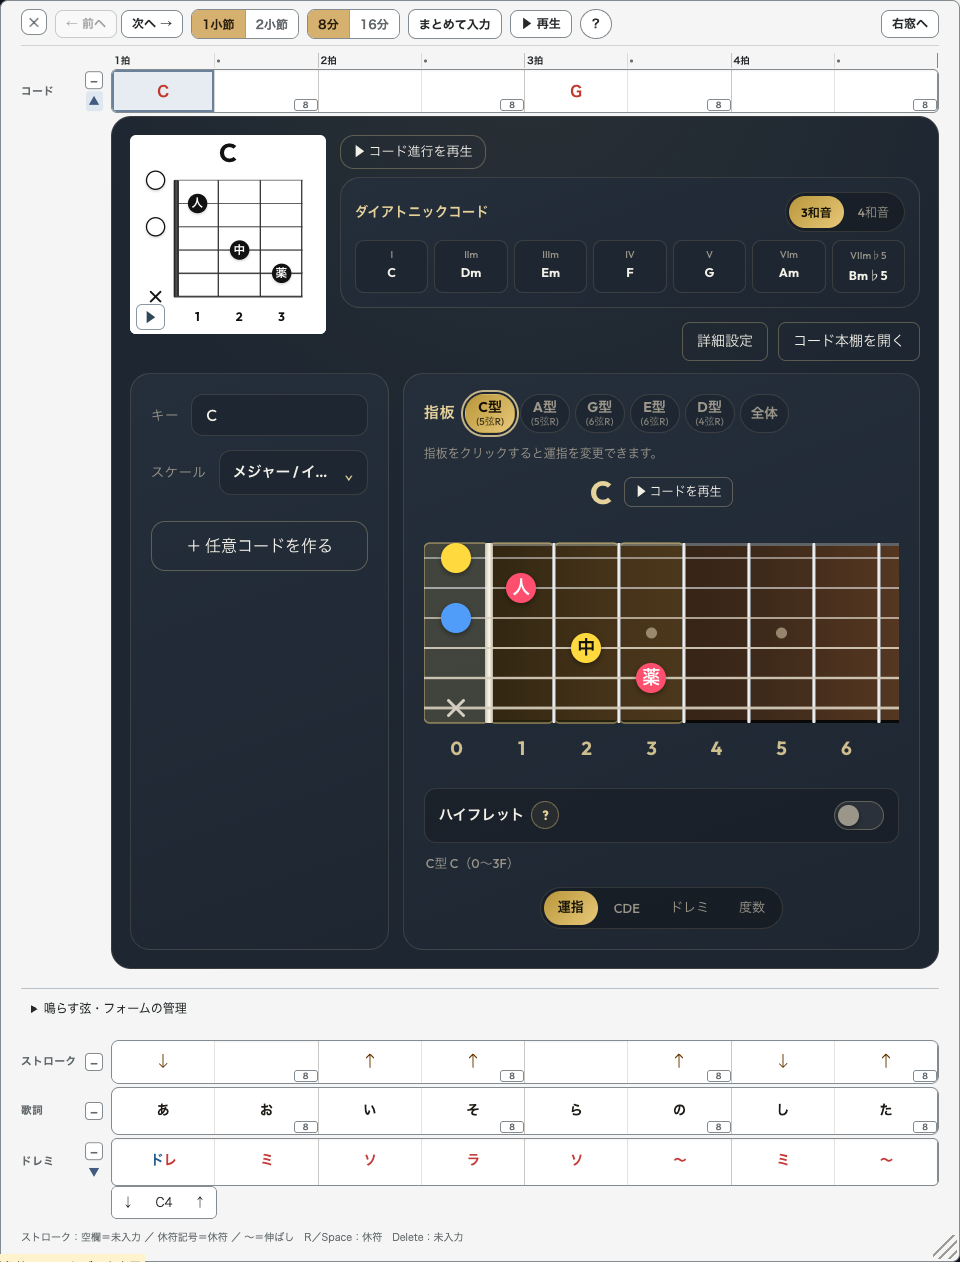 ← 前へ 次へ → 1小節 2小節 8分 16分 まとめて入力 ▶ 再生 ? 右窓へ
1拍 • 2拍 • 3拍 • 4拍 •
コード − C G
▲ 8 8 8 8
C
人
中
薬
×
▶ 1 2 3
▶ コード進行を再生
ダイアトニックコード 3和音 4和音
I IIm IIIm IV V VIm VIIm♭5
C Dm Em F G Am Bm♭5
詳細設定 コード本棚を開く
キー C
スケール メジャー / イ...
+ 任意コードを作る
指板 C型 A型 G型 E型 D型 全体
(5弦R) (5弦R) (6弦R) (6弦R) (4弦R)
指板をクリックすると運指を変更できます。
C ▶ コードを再生
人
中
薬
×
0 1 2 3 4 5 6
ハイフレット ?
C型 C（0〜3F）
運指 CDE ドレミ 度数
▶ 鳴らす弦・フォームの管理
ストローク − ↓ ↑ ↑ ↑ ↓ ↑
8 8 8 8
歌詞 − あ お い そ ら の し た
8 8 8 8
ドレミ − ドレ ミ ソ ラ ソ 〜 ミ 〜
▼
↓ C4 ↑
ストローク：空欄＝未入力 ／ 休符記号＝休符 ／ 〜＝伸ばし R／Space：休符 Delete：未入力